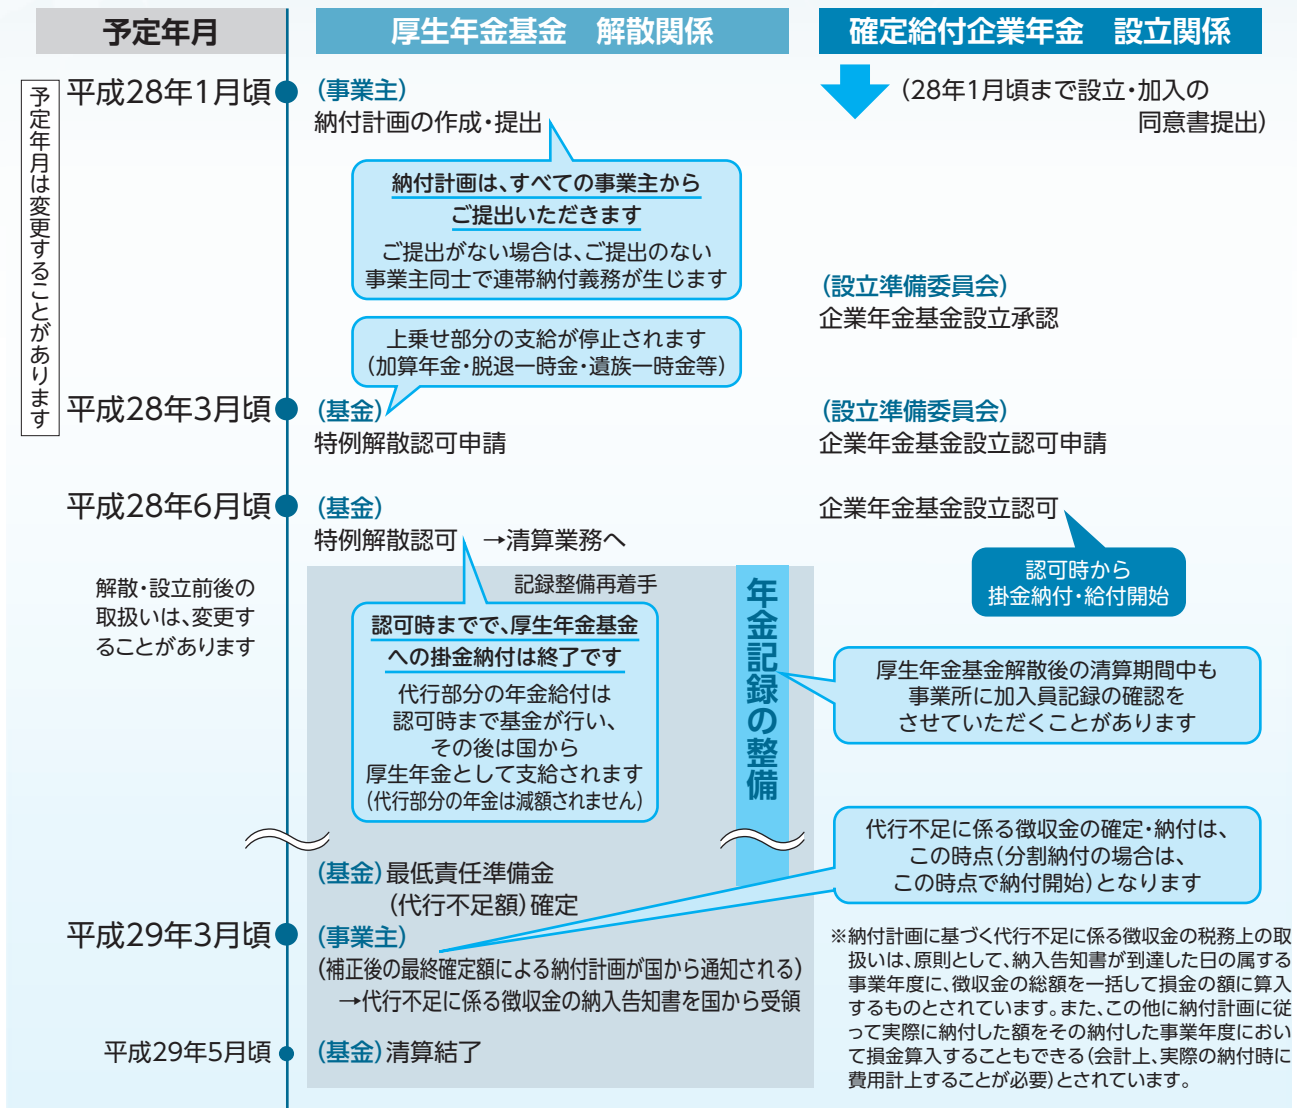 予定年月
厚生年金基金　解散関係
確定給付企業年金　設立関係
予定年月は変更することがあります
平成28年1月頃
(事業主)
納付計画の作成・提出
(28年1月頃まで設立・加入の
同意書提出)
納付計画は、すべての事業主から
ご提出いただきます
ご提出がない場合は、ご提出のない
事業主同士で連帯納付義務が生じます
(設立準備委員会)
企業年金基金設立承認
上乗せ部分の支給が停止されます
(加算年金・脱退一時金・遺族一時金等)
平成28年3月頃
(基金)
特例解散認可申請
(設立準備委員会)
企業年金基金設立認可申請
平成28年6月頃
(基金)
特例解散認可　→清算業務へ
企業年金基金設立認可
認可時から
掛金納付・給付開始
解散・設立前後の
取扱いは、変更す
ることがあります
記録整備再着手
年金記録の整備
認可時までで、厚生年金基金
への掛金納付は終了です
代行部分の年金給付は
認可時まで基金が行い、
その後は国から
厚生年金として支給されます
(代行部分の年金は減額されません)
厚生年金基金解散後の清算期間中も
事業所に加入員記録の確認を
させていただくことがあります
代行不足に係る徴収金の確定・納付は、
この時点(分割納付の場合は、
この時点で納付開始)となります
(基金)最低責任準備金
(代行不足額)確定
平成29年3月頃
(事業主)
(補正後の最終確定額による納付計画が国から通知される)
→代行不足に係る徴収金の納入告知書を国から受領
平成29年5月頃
(基金)清算結了
※納付計画に基づく代行不足に係る徴収金の税務上の取
扱いは、原則として、納入告知書が到達した日の属する
事業年度に、徴収金の総額を一括して損金の額に算入
するものとされています。また、この他に納付計画に従
って実際に納付した額をその納付した事業年度におい
て損金算入することもできる(会計上、実際の納付時に
費用計上することが必要)とされています。